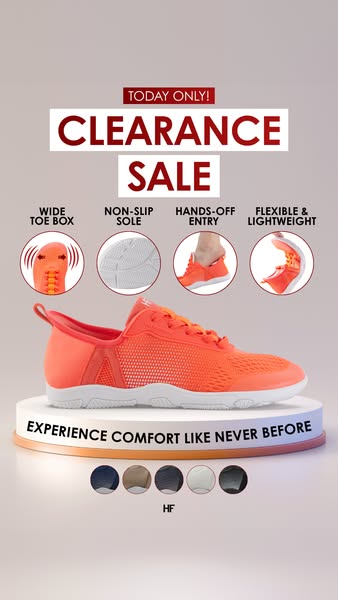 TODAY ONLY!
CLEARANCE
SALE
WIDE
TOE BOX
NON-SLIP
SOLE
HANDS-OFF
ENTRY
FLEXIBLE &
LIGHTWEIGHT
EXPERIENCE COMFORT LIKE NEVER BEFORE
HF